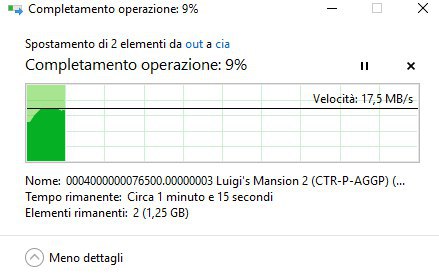 Completamento operazione: 9%
Spostamento di 2 elementi da out a cia
Completamento operazione: 9%
Velocità: 17,5 MB/s
Nome: 0004000000076500.00000003 Luigi's Mansion 2 (CTR-P-AGGP) (...
Tempo rimanente: Circa 1 minuto e 15 secondi
Elementi rimanenti: 2 (1,25 GB)
Meno dettagli